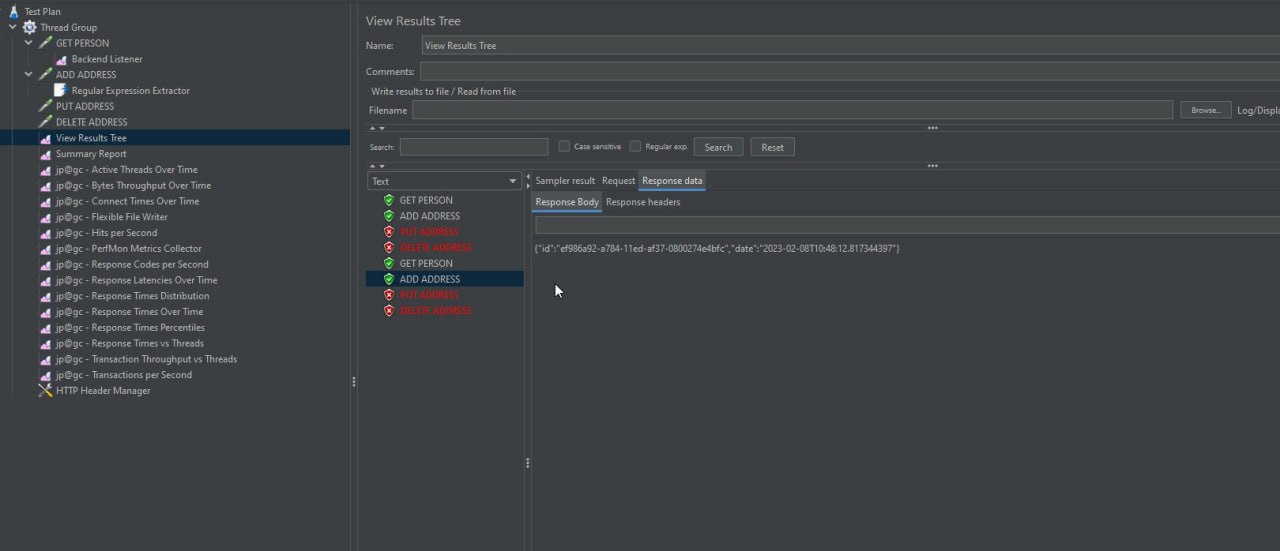 Test Plan
Thread Group
GET PERSON
Backend Listener
ADD ADDRESS
Regular Expression Extractor
PUT ADDRESS
DELETE ADDRESS
View Results Tree
Summary Report
jp@gc - Active Threads Over Time
jp@gc - Bytes Throughput Over Time
jp@gc - Connect Times Over Time
jp@gc - Flexible File Writer
jp@gc - Hits per Second
jp@gc - PerfMon Metrics Collector
jp@gc - Response Codes per Second
jp@gc - Response Latencies Over Time
jp@gc - Response Times Distribution
jp@gc - Response Times Over Time
jp@gc - Response Times Percentiles
jp@gc - Response Times vs Threads
jp@gc - Transaction Throughput vs Threads
jp@gc - Transactions per Second
HTTP Header Manager
View Results Tree
Name: View Results Tree
Comments:
Write results to file / Read from file
Filename Browse... Log/Displa
Search: Case sensitive Regular exp. Search Reset
Text
GET PERSON
ADD ADDRESS
PUT ADDRESS
DELETE ADDRESS
GET PERSON
ADD ADDRESS
PUT ADDRESS
DELETE ADDRESS
Sampler result Request Response data
Response Body Response headers
{"id":"ef986a92-a784-11ed-af37-0800274e4bfc","date":"2023-02-08T10:48:12.817344397"}